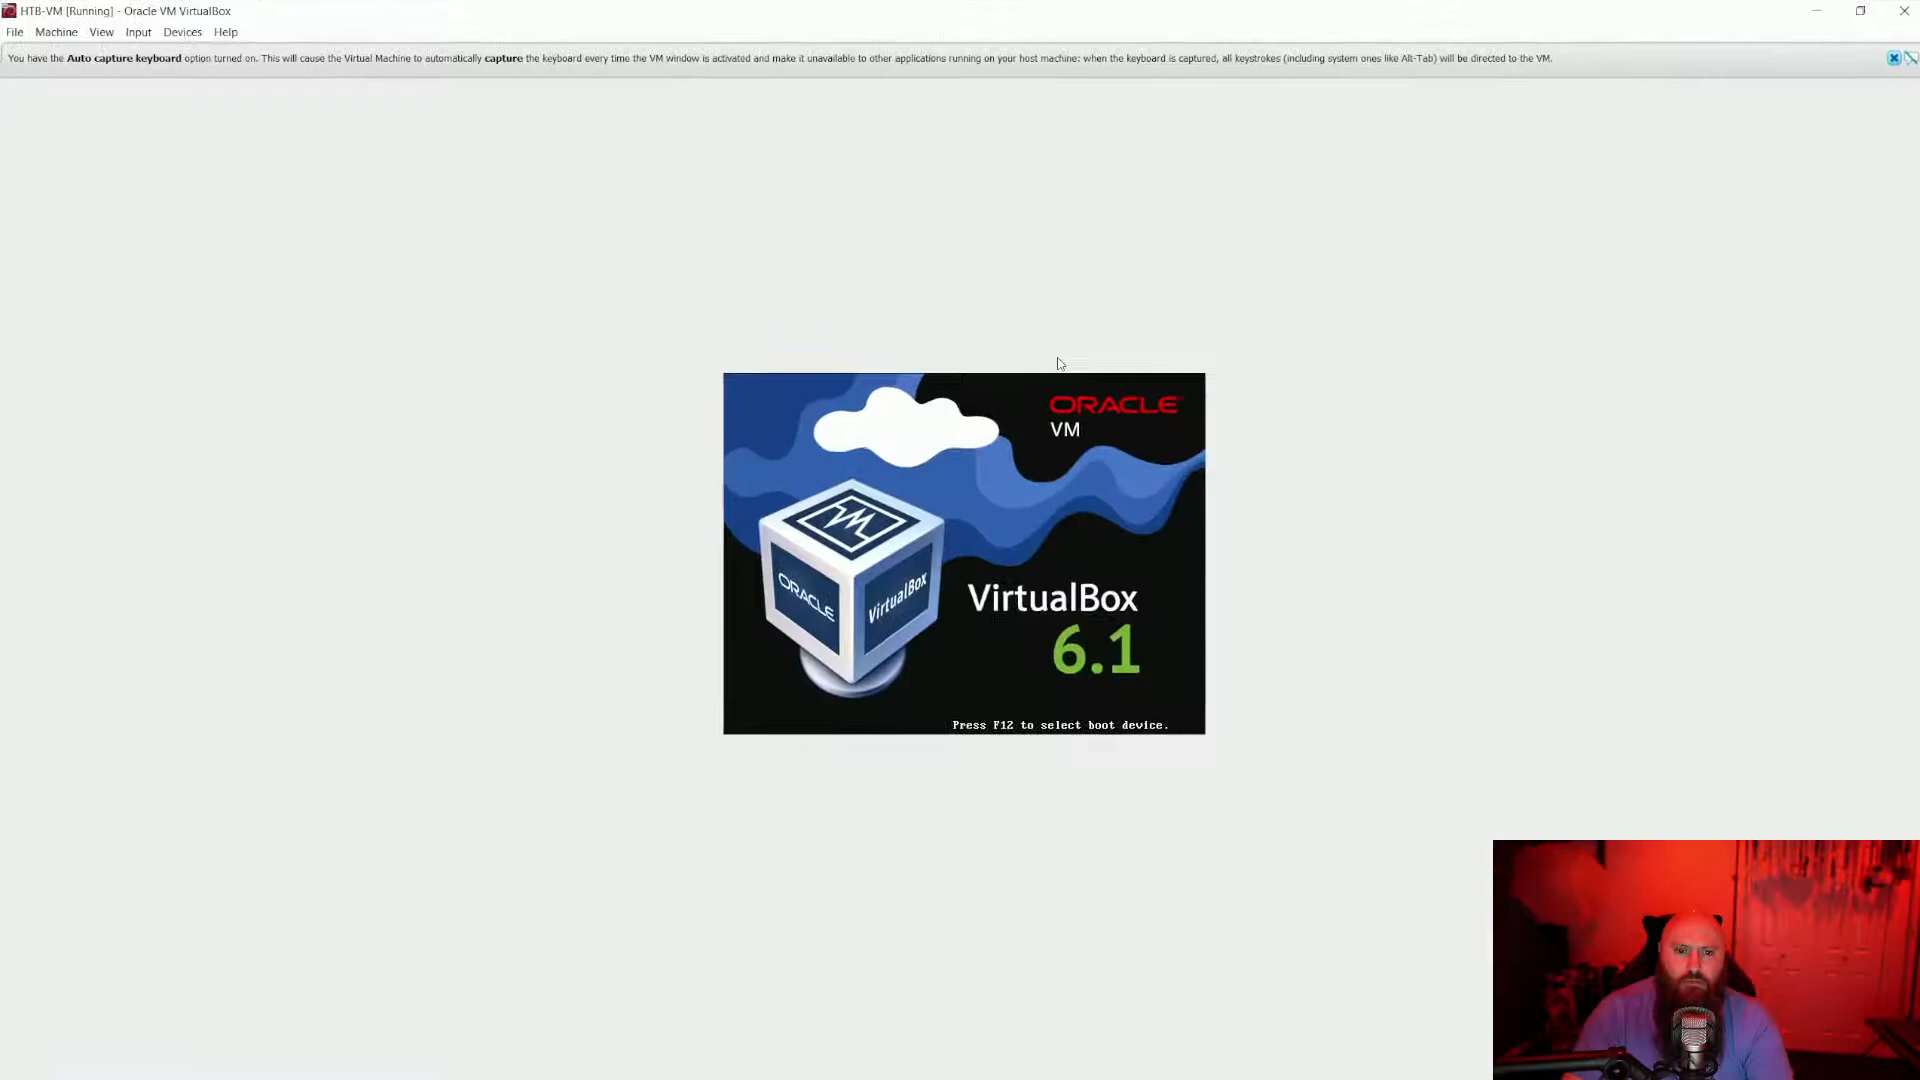 HTB-VM [Running] - Oracle VM VirtualBox
File Machine View Input Devices Help
You have the Auto capture keyboard option turned on. This will cause the Virtual Machine to automatically capture the keyboard every time the VM window is activated and make it unavailable to other applications running on your host machine: when the keyboard is captured, all keystrokes (including system ones like Alt-Tab) will be directed to the VM.
ORACLE
VM
ORACLE
VirtualBox
VirtualBox
6.1
Press F12 to select boot device.